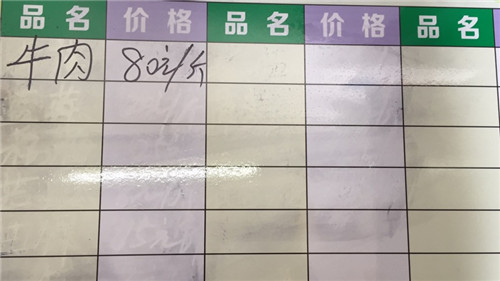 品名 价格 品名 价格 品名
牛肉 80元/斤